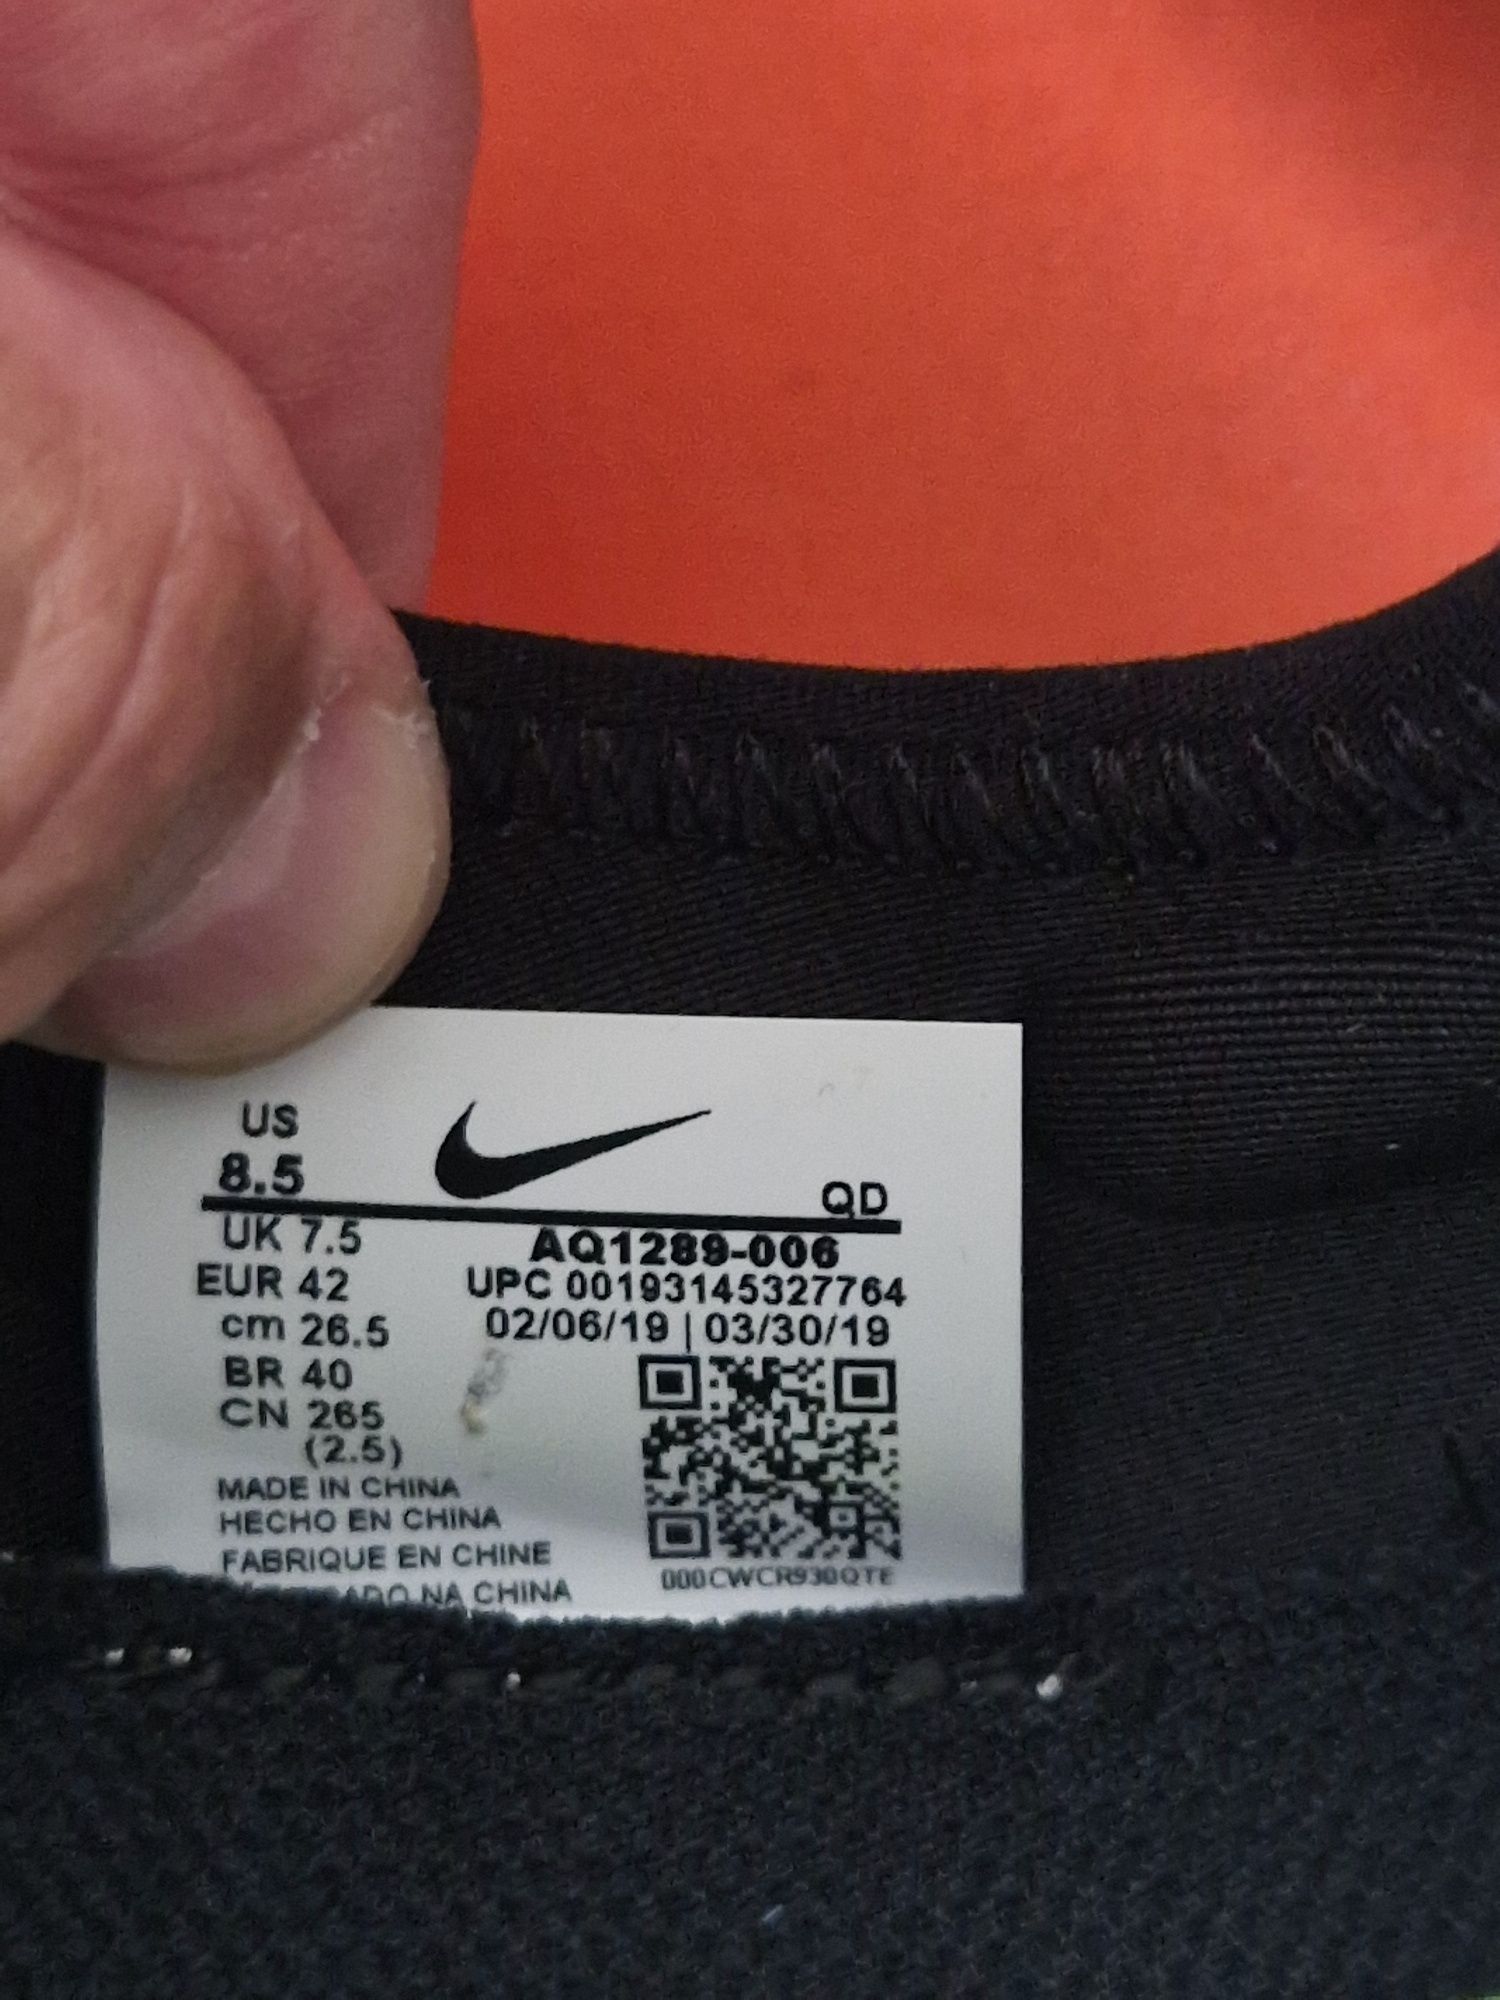 US
8.5
QD
UK 7.5
AQ1289-006
EUR 42
UPC 00193145327764
cm 26.5
02/06/19 | 03/30/19
BR 40
CN 265
(2.5)
MADE IN CHINA
HECHO EN CHINA
FABRIQUE EN CHINE
NA CHINA
000CWCR930QTE